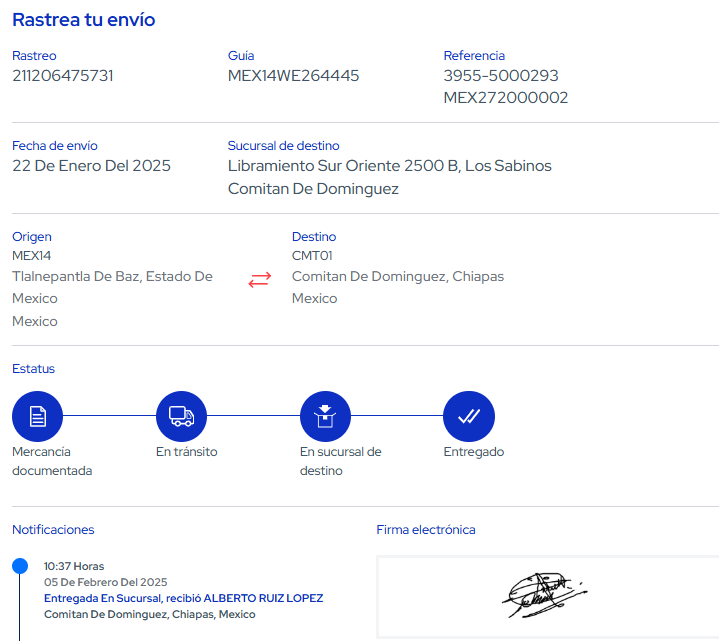 Rastrea tu envío
Rastreo
211206475731
Guía
MEX14WE264445
Referencia
3955-5000293
MEX272000002
Fecha de envío
22 De Enero Del 2025
Sucursal de destino
Libramiento Sur Oriente 2500 B, Los Sabinos
Comitan De Dominguez
Origen
MEX14
Tlalnepantla De Baz, Estado De
Mexico
Mexico
Destino
CMT01
Comitan De Dominguez, Chiapas
Mexico
Estatus
Mercancía
documentada
En tránsito
En sucursal de
destino
Entregado
Notificaciones
10:37 Horas
05 De Febrero Del 2025
Entregada En Sucursal, recibió ALBERTO RUIZ LOPEZ
Comitan De Dominguez, Chiapas, Mexico
Firma electrónica